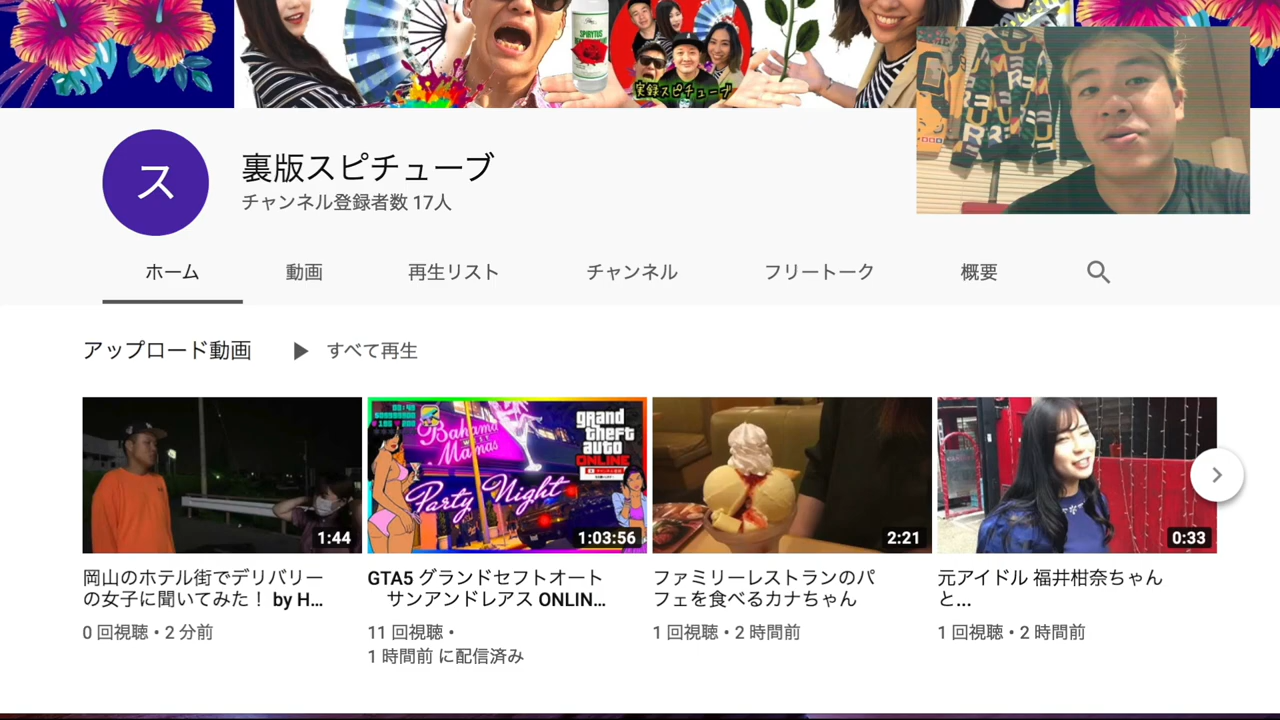 SPIRYTUS
実録スピチューブ
ス
裏版スピチューブ
チャンネル登録者数 17人
ホーム 動画 再生リスト チャンネル フリートーク 概要
アップロード動画 すべて再生
1:44
Bahama
Mamas
Party Night
grand
theft
auto
ONLINE
1:03:56
2:21
0:33
岡山のホテル街でデリバリー
の女子に聞いてみた！ by H...
0 回視聴・2 分前
GTA5 グランドセフトオート
サンアンドレアス ONLIN...
11 回視聴・
1 時間前 に配信済み
ファミリーレストランのパ
フェを食べるカナちゃん
1 回視聴・2 時間前
元アイドル 福井柑奈ちゃん
と...
1 回視聴・2 時間前